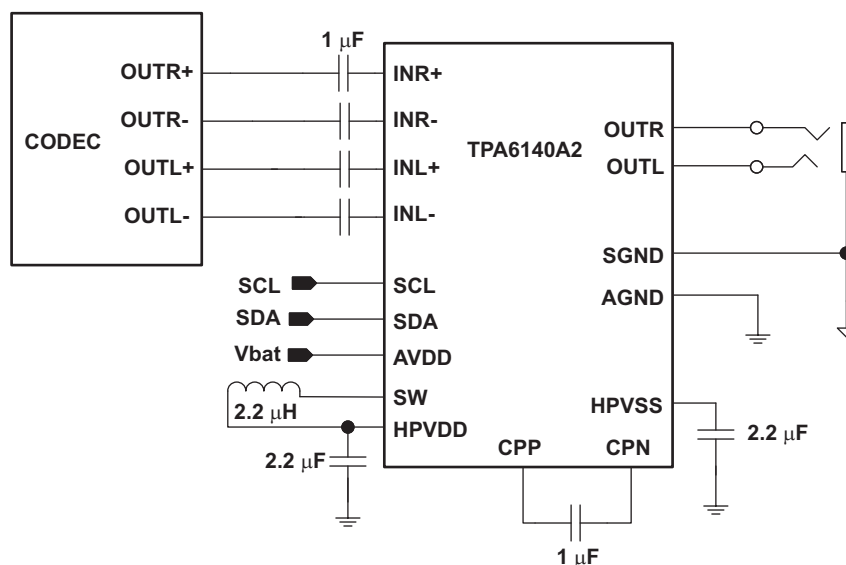 1 μF
OUTR+
INR+
OUTR-
INR-
OUTR
CODEC
TPA6140A2
OUTL+
INL+
OUTL
OUTL-
INL-
SGND
SCL
SCL
AGND
SDA
SDA
Vbat
AVDD
SW
2.2 μH
HPVSS
HPVDD
2.2 μF
2.2 μF
CPP
CPN
1 μF